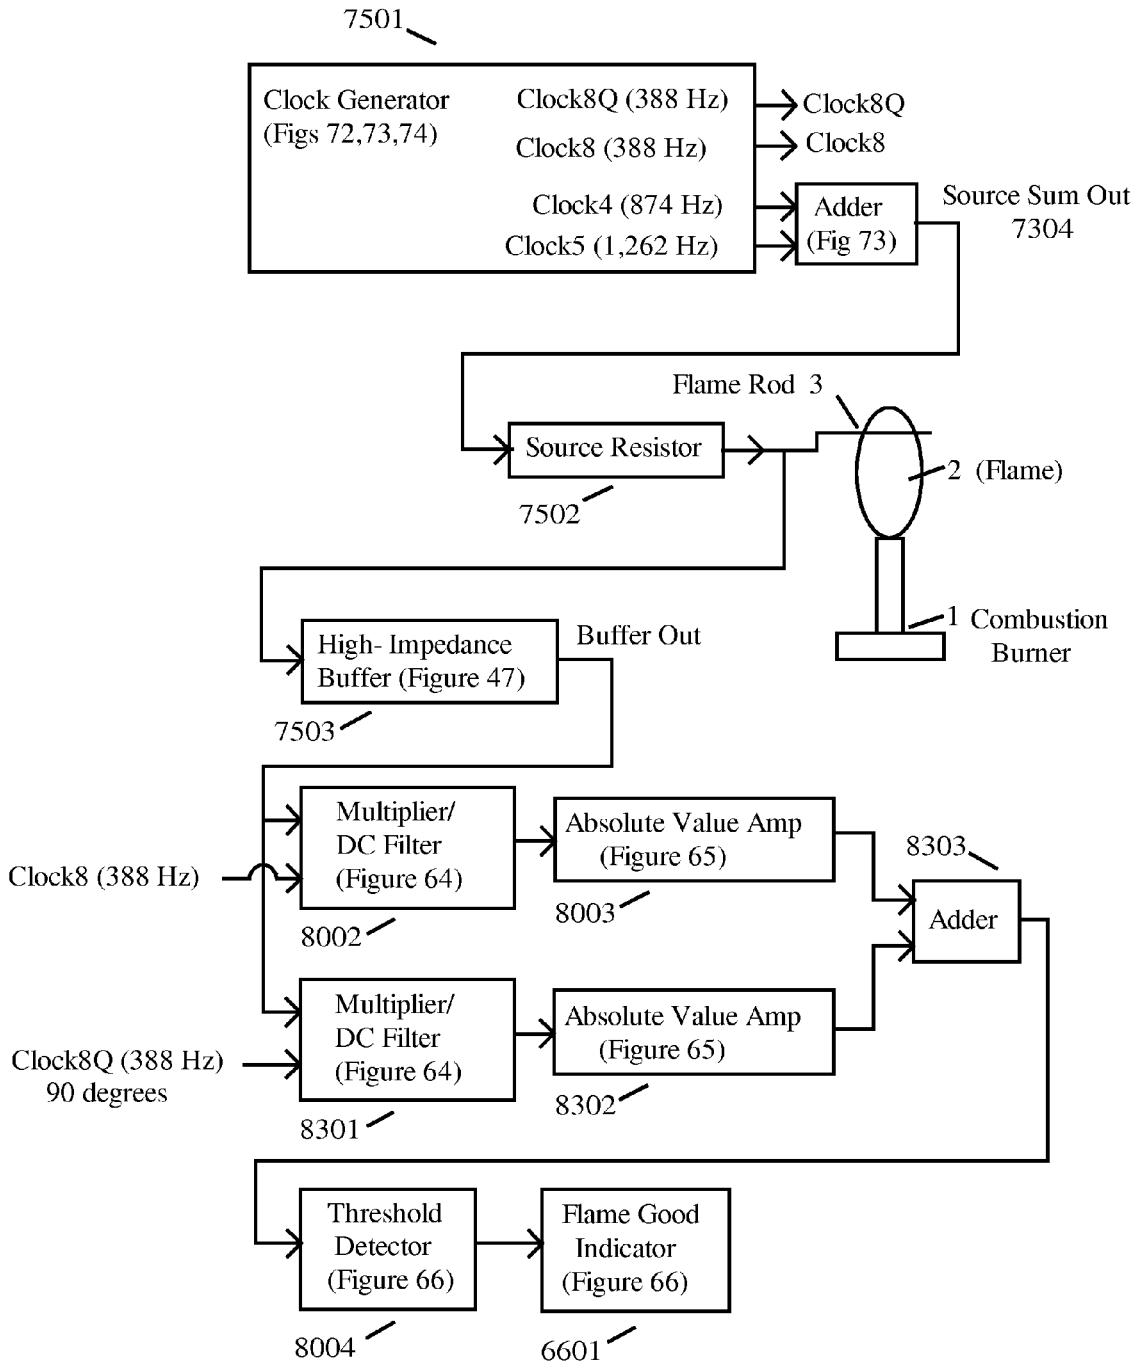 7501
Clock Generator
(Figs 72,73,74)
Clock8Q (388 Hz)
Clock8 (388 Hz)
Clock4 (874 Hz)
Clock5 (1,262 Hz)
Clock8Q
Clock8
Adder
(Fig 73)
Source Sum Out
7304
Flame Rod 3
Source Resistor
7502
2 (Flame)
1 Combustion
Burner
High- Impedance
Buffer (Figure 47)
Buffer Out
7503
Multiplier/
DC Filter
(Figure 64)
Clock8 (388 Hz)
8002
Absolute Value Amp
(Figure 65)
8003
8303
Adder
Multiplier/
DC Filter
(Figure 64)
Clock8Q (388 Hz)
90 degrees
8301
Absolute Value Amp
(Figure 65)
8302
Threshold
Detector
(Figure 66)
8004
Flame Good
Indicator
(Figure 66)
6601